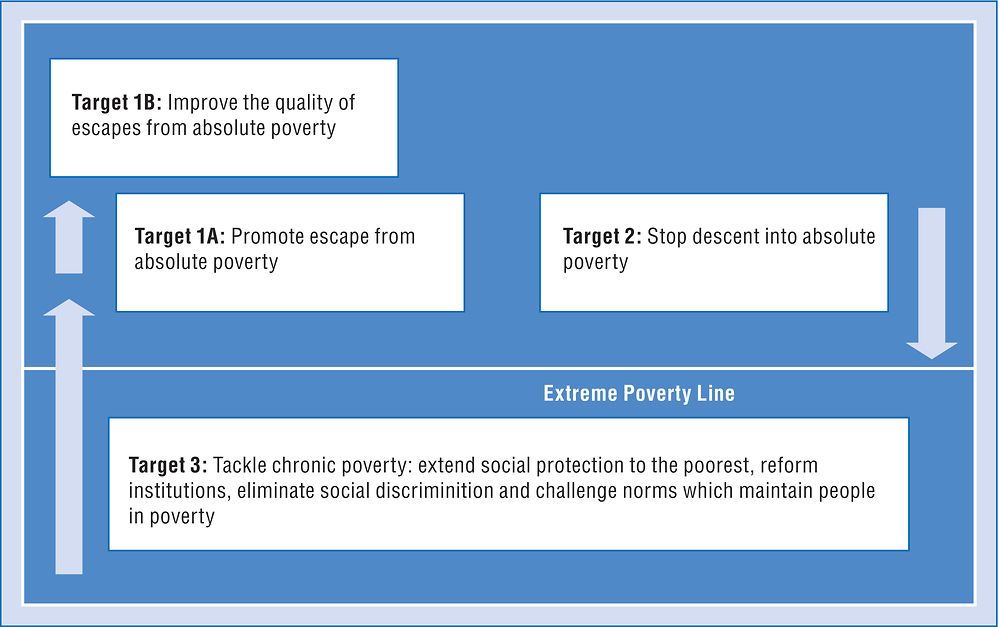 Target 1B: Improve the quality of
escapes from absolute poverty
Target 1A: Promote escape from
absolute poverty
Target 2: Stop descent into absolute
poverty
Extreme Poverty Line
Target 3: Tackle chronic poverty: extend social protection to the poorest, reform
institutions, eliminate social discriminition and challenge norms which maintain people
in poverty